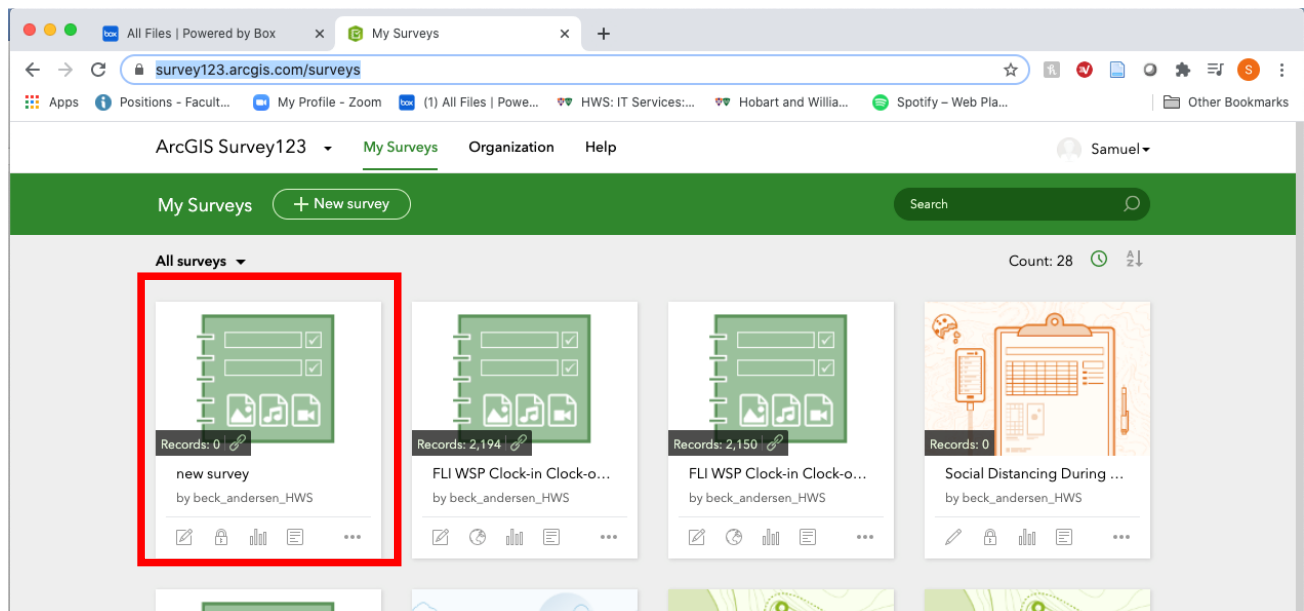 All Files | Powered by Box
My Surveys
survey123.arcgis.com/surveys
Apps
Positions - Facult...
My Profile - Zoom
(1) All Files | Powe...
HWS: IT Services:...
Hobart and Willia...
Spotify – Web Pla...
Other Bookmarks
ArcGIS Survey123
My Surveys
Organization
Help
Samuel
My Surveys
+ New survey
Search
All surveys
Count: 28
Records: 0
Records: 2,194
Records: 2,150
Records: 0
new survey
FLI WSP Clock-in Clock-o...
FLI WSP Clock-in Clock-o...
Social Distancing During ...
by beck_andersen_HWS
by beck_andersen_HWS
by beck_andersen_HWS
by beck_andersen_HWS